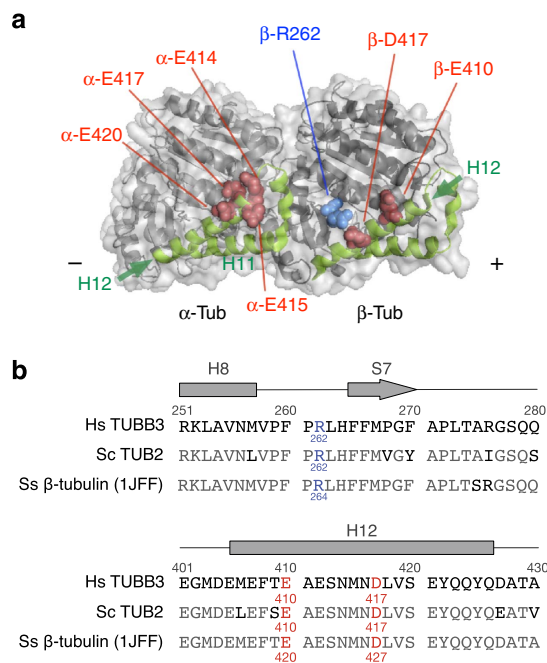 a
β-R262
β-D417
α-E414
β-E410
α-E417
α-E420
H12
–
+
H11
H12
α-E415
α-Tub
β-Tub
b
H8
S7
251 260 270 280
Hs TUBB3 RKLAVNMVPF PRLHFFMPGF APLTARGSQQ
262
Sc TUB2 RKLAVNLVPF PRLHFFMVGY APLTAIGSQS
262
Ss β-tubulin (1JFF) RKLAVNMVPF PRLHFFMPGF APLTSRGSQQ
264
H12
401 410 420 430
Hs TUBB3 EGMDEMEFTE AESNMNDLVS EYQQYQDATA
410 417
Sc TUB2 EGMDELEFSE AESNMNDLVS EYQQYQEATV
410 417
Ss β-tubulin (1JFF) EGMDEMEFTE AESNMNDLVS EYQQYQDATA
420 427